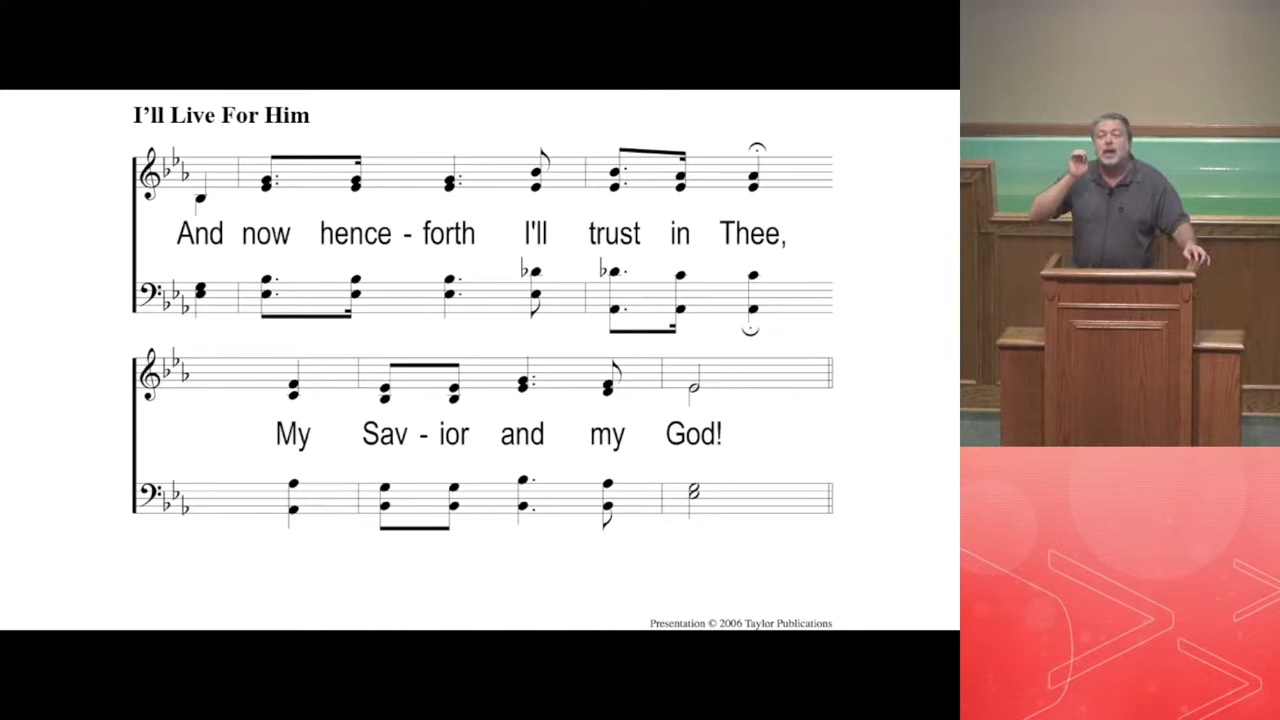 I’ll Live For Him
And now hence - forth I'll trust in Thee,
My Sav - ior and my God!
Presentation © 2006 Taylor Publications